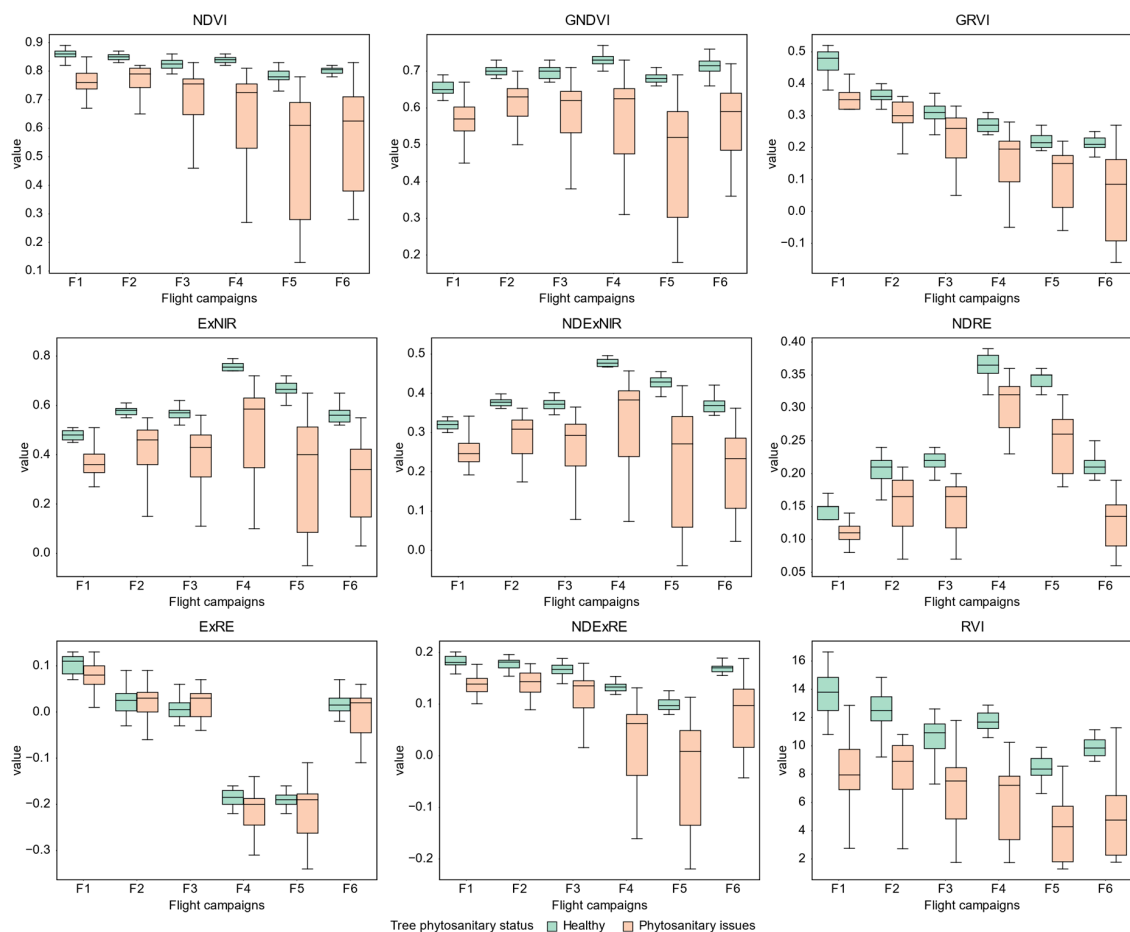 NDVI
GNDVI
GRVI
0.9
0.8
0.7
0.6
0.5
0.4
0.3
0.2
0.1
value
F1 F2 F3 F4 F5 F6
Flight campaigns
0.7
0.6
0.5
0.4
0.3
0.2
value
F1 F2 F3 F4 F5 F6
Flight campaigns
0.5
0.4
0.3
0.2
0.1
0.0
−0.1
value
F1 F2 F3 F4 F5 F6
Flight campaigns
ExNIR
NDExNIR
NDRE
0.8
0.6
0.4
0.2
0.0
value
F1 F2 F3 F4 F5 F6
Flight campaigns
0.5
0.4
0.3
0.2
0.1
0.0
value
F1 F2 F3 F4 F5 F6
Flight campaigns
0.40
0.35
0.30
0.25
0.20
0.15
0.10
0.05
value
F1 F2 F3 F4 F5 F6
Flight campaigns
ExRE
NDExRE
RVI
0.1
0.0
−0.1
−0.2
−0.3
value
F1 F2 F3 F4 F5 F6
Flight campaigns
0.2
0.1
0.0
−0.1
−0.2
value
F1 F2 F3 F4 F5 F6
Flight campaigns
16
14
12
10
8
6
4
2
value
F1 F2 F3 F4 F5 F6
Flight campaigns
Tree phytosanitary status Healthy Phytosanitary issues